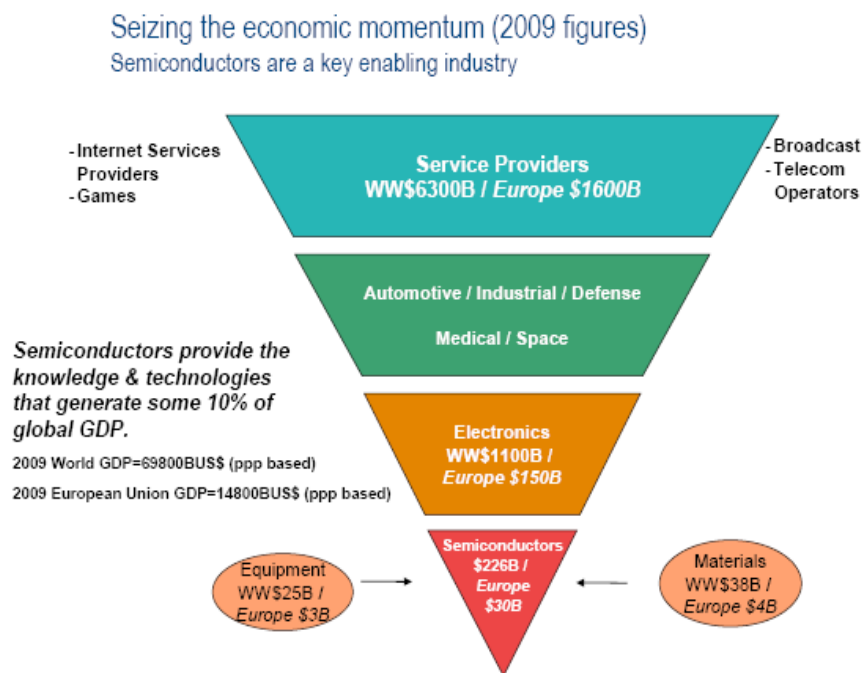 Seizing the economic momentum (2009 figures)
Semiconductors are a key enabling industry
- Internet Services
Providers
- Games
Service Providers
WW$6300B / Europe $1600B
- Broadcast
- Telecom
Operators
Automotive / Industrial / Defense
Medical / Space
Semiconductors provide the
knowledge & technologies
that generate some 10% of
global GDP.
2009 World GDP=69800BUS$ (ppp based)
2009 European Union GDP=14800BUS$ (ppp based)
Electronics
WW$1100B /
Europe $150B
Semiconductors
$226B /
Europe
$30B
Equipment
WW$25B /
Europe $3B
Materials
WW$38B /
Europe $4B